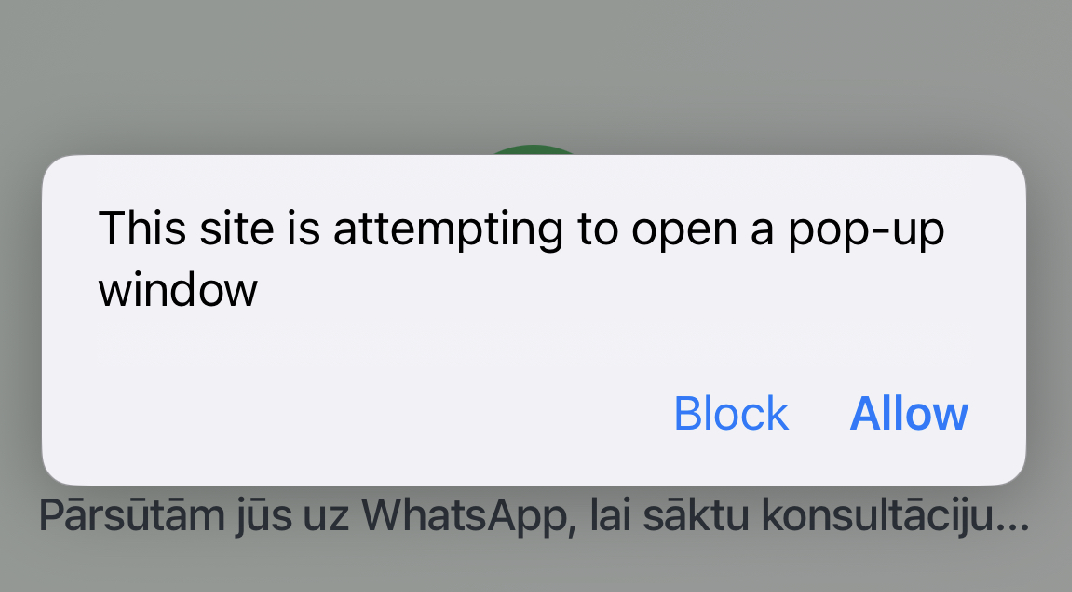 This site is attempting to open a pop-up
window
Block Allow
Pārsūtām jūs uz WhatsApp, lai sāktu konsultāciju...